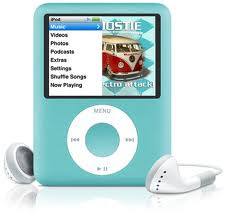 iPod
Music
Videos
Photos
Podcasts
Extras
Settings
Shuffle Songs
Now Playing
MENU